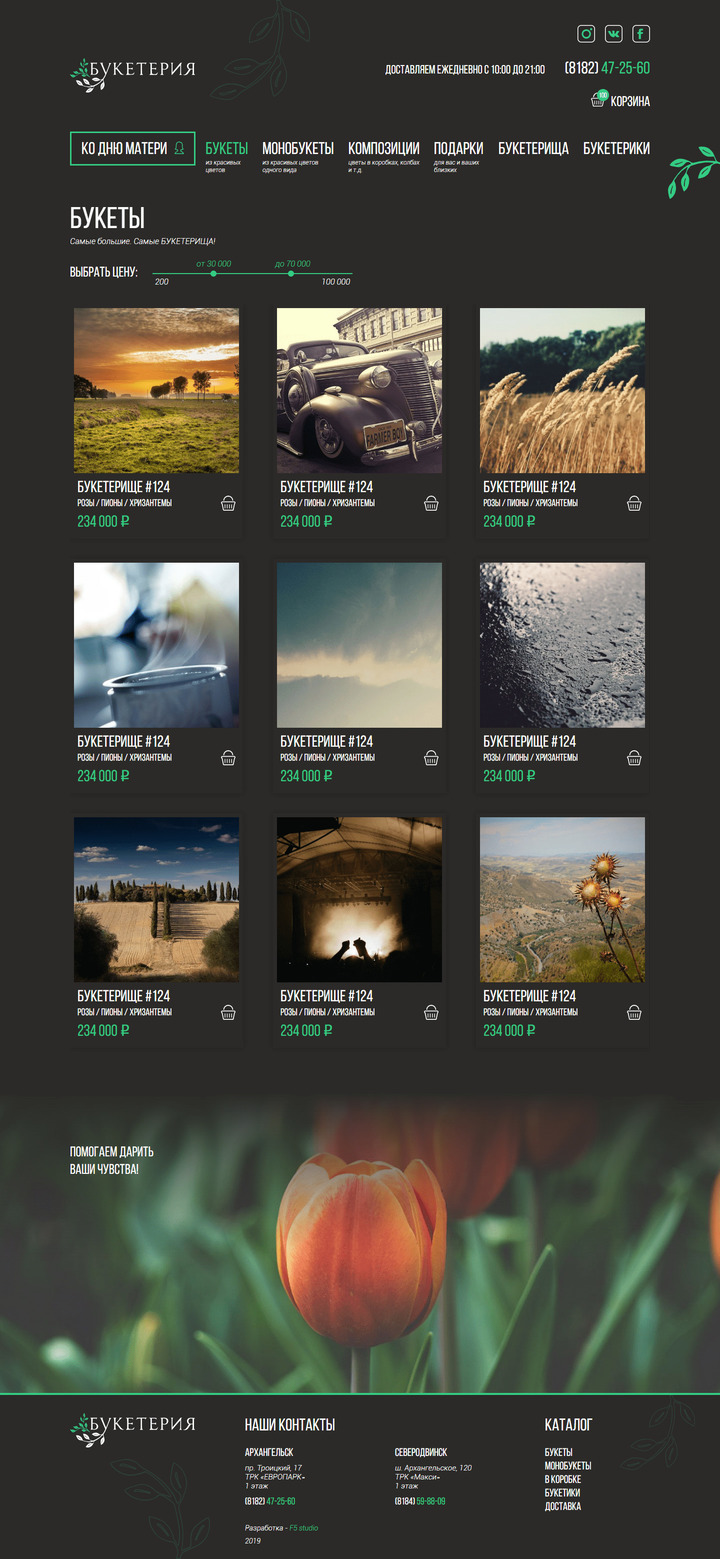 БУКЕТЕРИЯ
ДОСТАВЛЯЕМ ЕЖЕДНЕВНО С 10:00 ДО 21:00
(8182) 47-25-60
100
КОРЗИНА
КО ДНЮ МАТЕРИ
БУКЕТЫ
из красивых
цветов
МОНОБУКЕТЫ
из красивых цветов
одного вида
КОМПОЗИЦИИ
цветы в коробках, колбах
и т.д.
ПОДАРКИ
для вас и ваших
близких
БУКЕТЕРИЩА
БУКЕТЕРИКИ
БУКЕТЫ
Самые большие. Самые БУКЕТЕРИЩА!
ВЫБРАТЬ ЦЕНУ:
от 30 000
до 70 000
200
100 000
FARMER BOY
БУКЕТЕРИЩЕ #124
РОЗЫ / ПИОНЫ / ХРИЗАНТЕМЫ
234 000 ₽
БУКЕТЕРИЩЕ #124
РОЗЫ / ПИОНЫ / ХРИЗАНТЕМЫ
234 000 ₽
БУКЕТЕРИЩЕ #124
РОЗЫ / ПИОНЫ / ХРИЗАНТЕМЫ
234 000 ₽
БУКЕТЕРИЩЕ #124
РОЗЫ / ПИОНЫ / ХРИЗАНТЕМЫ
234 000 ₽
БУКЕТЕРИЩЕ #124
РОЗЫ / ПИОНЫ / ХРИЗАНТЕМЫ
234 000 ₽
БУКЕТЕРИЩЕ #124
РОЗЫ / ПИОНЫ / ХРИЗАНТЕМЫ
234 000 ₽
БУКЕТЕРИЩЕ #124
РОЗЫ / ПИОНЫ / ХРИЗАНТЕМЫ
234 000 ₽
БУКЕТЕРИЩЕ #124
РОЗЫ / ПИОНЫ / ХРИЗАНТЕМЫ
234 000 ₽
БУКЕТЕРИЩЕ #124
РОЗЫ / ПИОНЫ / ХРИЗАНТЕМЫ
234 000 ₽
ПОМОГАЕМ ДАРИТЬ
ВАШИ ЧУВСТВА!
БУКЕТЕРИЯ
НАШИ КОНТАКТЫ
АРХАНГЕЛЬСК
пр. Троицкий, 17
ТРК «ЕВРОПАРК»
1 этаж
(8182) 47-25-60
СЕВЕРОДВИНСК
ш. Архангельское, 120
ТРК «Макси»
1 этаж
(8184) 59-88-09
Разработка - F5 studio
2019
КАТАЛОГ
БУКЕТЫ
МОНОБУКЕТЫ
В КОРОБКЕ
БУКЕТИКИ
ДОСТАВКА